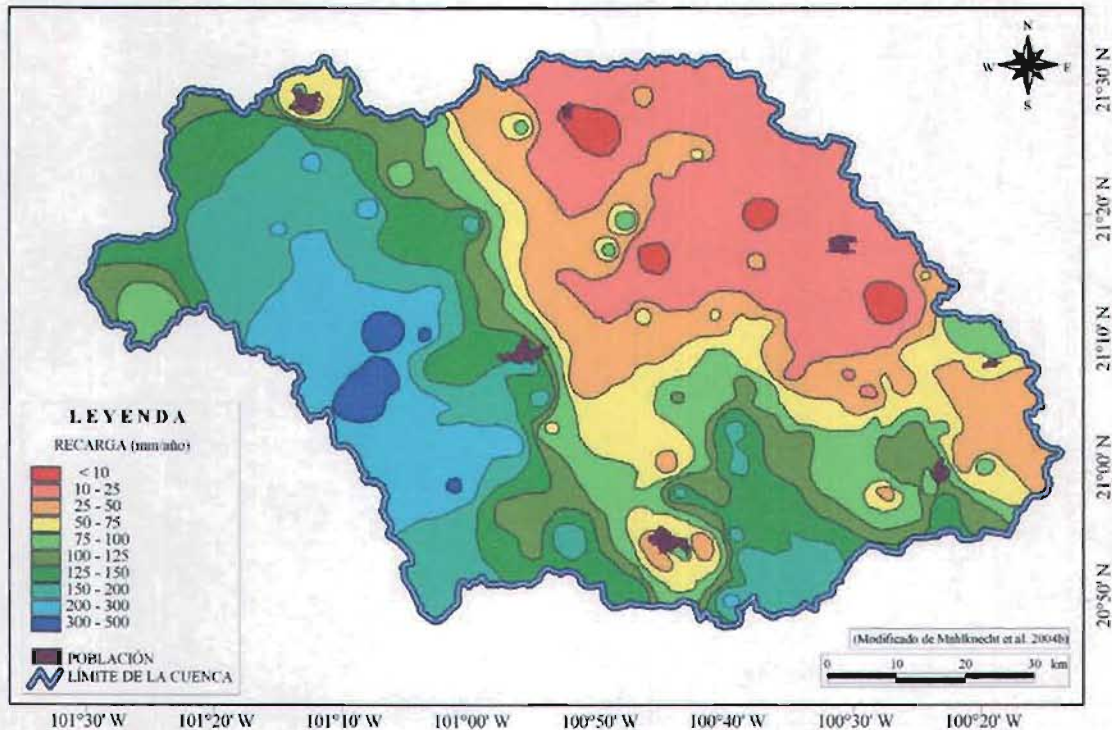 N
W E
S
21°30' N
21°20' N
21°10' N
21°00' N
20°50' N
LEYENDA
RECARGA (mm/año)
< 10
10 - 25
25 - 50
50 - 75
75 - 100
100 - 125
125 - 150
150 - 200
200 - 300
300 - 500
POBLACIÓN
LÍMITE DE LA CUENCA
(Modificado de Mahlknecht et al. 2004b)
0 10 20 30 km
101°30' W 101°20' W 101°10' W 101°00' W 100°50' W 100°40' W 100°30' W 100°20' W